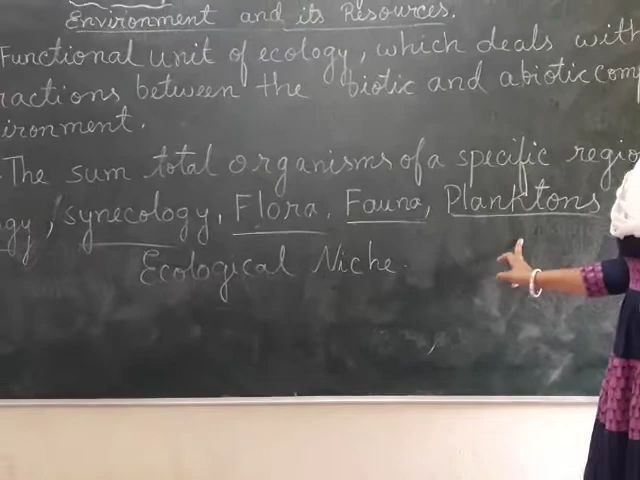 Environment and its Resources.
Functional unit of ecology, which deals with
ractions between the biotic and abiotic comp
ironment.
The sum total organisms of a specific regio
gy, synecology, Flora, Fauna, Planktons
Ecological Niche.